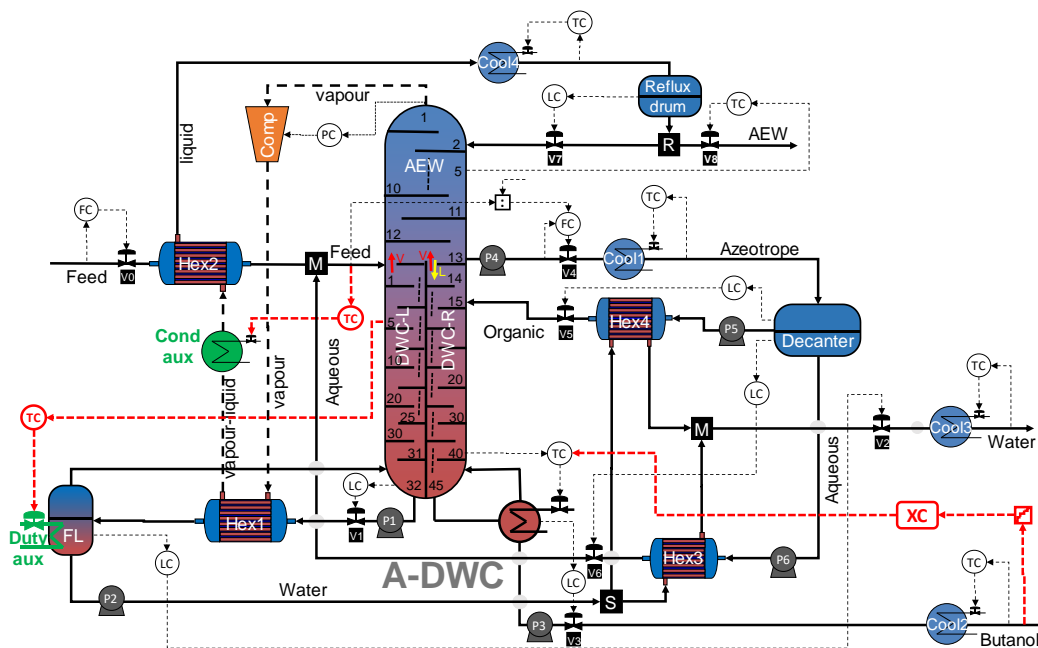 TC
Cool4
vapour
Reflux
drum
LC
TC
1
Comp
PC
AEW
R
V7
V8
liquid
2
AEW
5
10
:
FC
11
FC
TC
12
Feed
V0
Hex2
M
Feed
V
V
L
13
P4
V4
Cool1
Azeotrope
1
14
LC
TC
5
DWC-L
DWC-R
15
Organic
V5
Hex4
P5
Decanter
Cond
aux
Aqueous
vapour
10
20
LC
TC
TC
vapour-liquid
20
25
30
30
M
V2
Cool3
Water
31
40
TC
Aqueous
LC
32
45
FL
Duty
aux
Hex1
V1
P1
XC
A-DWC
V6
Hex3
P6
LC
LC
TC
P2
Water
S
P3
V3
Cool2
Butanol